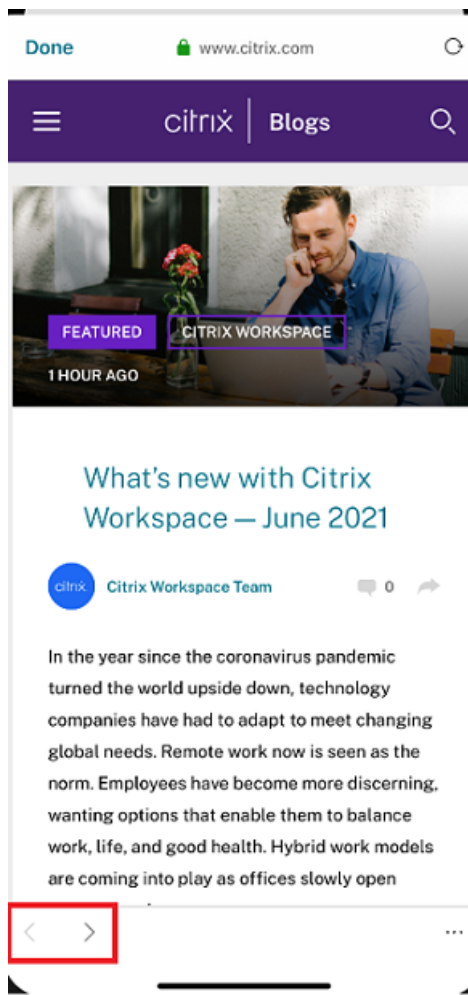 Done
www.citrix.com
citrix | Blogs
FEATURED
CITRIX WORKSPACE
1 HOUR AGO
What's new with Citrix
Workspace — June 2021
citrix
Citrix Workspace Team
0
In the year since the coronavirus pandemic
turned the world upside down, technology
companies have had to adapt to meet changing
global needs. Remote work now is seen as the
norm. Employees have become more discerning,
wanting options that enable them to balance
work, life, and good health. Hybrid work models
are coming into play as offices slowly open